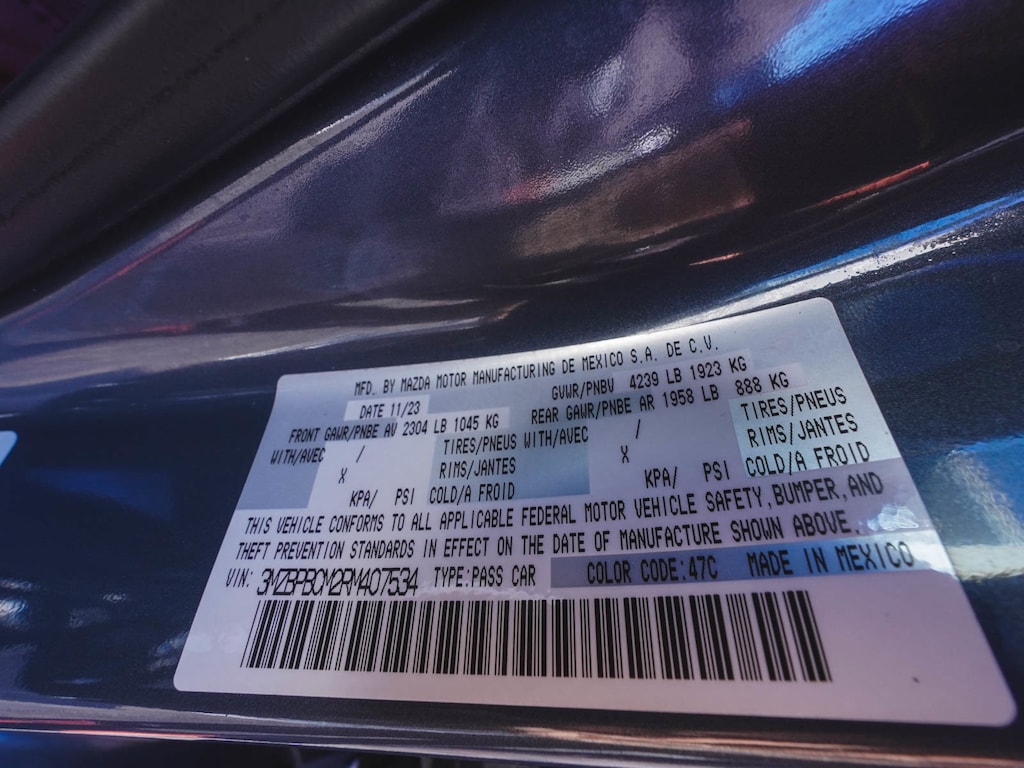 MFD. BY MAZDA MOTOR MANUFACTURING DE MEXICO S.A. DE C.V.
DATE 11/23 GVWR/PNBV 4239 LB 1923 KG
FRONT GAWR/PNBE AV 2304 LB 1045 KG REAR GAWR/PNBE AR 1958 LB 888 KG
WITH/AVEC / TIRES/PNEUS WITH/AVEC / TIRES/PNEUS
X RIMS/JANTES X RIMS/JANTES
KPA/ PSI COLD/A FROID KPA/ PSI COLD/A FROID
THIS VEHICLE CONFORMS TO ALL APPLICABLE FEDERAL MOTOR VEHICLE SAFETY, BUMPER, AND
THEFT PREVENTION STANDARDS IN EFFECT ON THE DATE OF MANUFACTURE SHOWN ABOVE.
VIN: 3MZBPBCM2RM407534 TYPE:PASS CAR COLOR CODE:47C MADE IN MEXICO